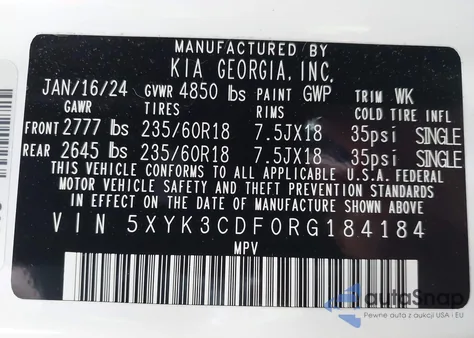 MANUFACTURED BY
KIA GEORGIA, INC.
JAN/16/24 GVWR 4850 lbs PAINT GWP TRIM WK
GAWR TIRES RIMS COLD TIRE INFL
FRONT 2777 lbs 235/60R18 7.5JX18 35psi SINGLE
REAR 2645 lbs 235/60R18 7.5JX18 35psi SINGLE
THIS VEHICLE CONFORMS TO ALL APPLICABLE U.S.A. FEDERAL
MOTOR VEHICLE SAFETY AND THEFT PREVENTION STANDARDS
IN EFFECT ON THE DATE OF MANUFACTURE SHOWN ABOVE
VIN 5XYK3CDF0RG184184
MPV
autaSnap
Pewne auta z aukcji USA i EU